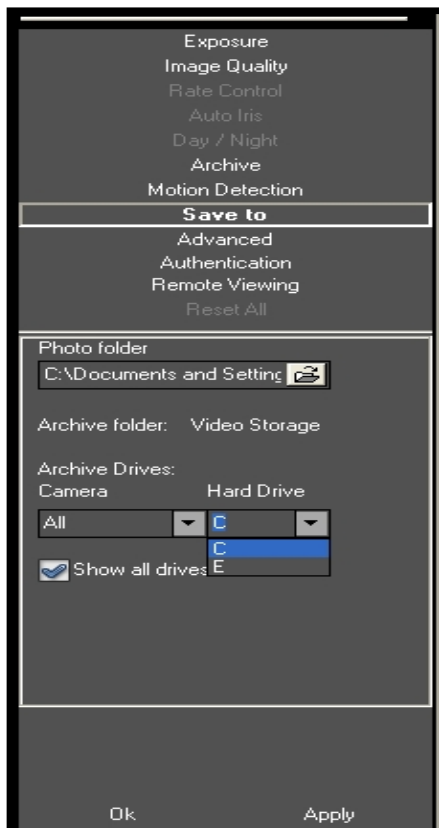 Exposure
Image Quality
Rate Control
Auto Iris
Day / Night
Archive
Motion Detection
Save to
Advanced
Authentication
Remote Viewing
Reset All
Photo folder
C:\Documents and Setting
Archive folder: Video Storage
Archive Drives:
Camera Hard Drive
All C
C
Show all drives E
Ok Apply